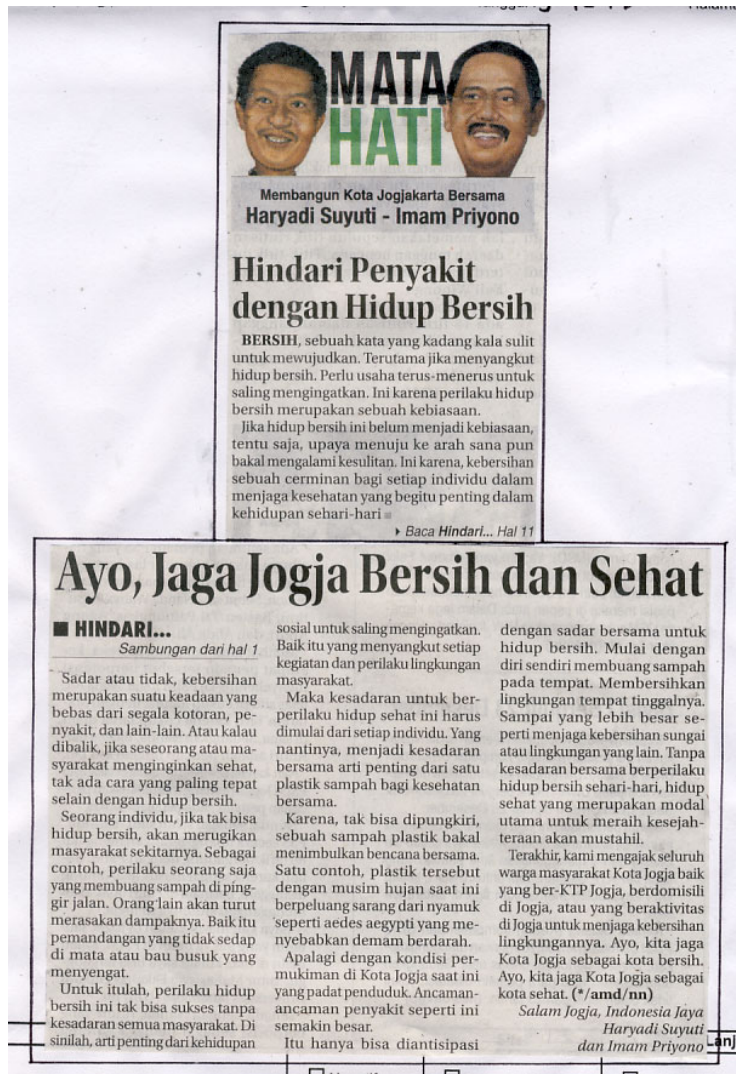 MATA
HATI
Membangun Kota Jogjakarta Bersama
Haryadi Suyuti - Imam Priyono
Hindari Penyakit
dengan Hidup Bersih
BERSIH, sebuah kata yang kadang kala sulit
untuk mewujudkan. Terutama jika menyangkut
hidup bersih. Perlu usaha terus-menerus untuk
saling mengingatkan. Ini karena perilaku hidup
bersih merupakan sebuah kebiasaan.
Jika hidup bersih ini belum menjadi kebiasaan,
tentu saja, upaya menuju ke arah sana pun
bakal mengalami kesulitan. Ini karena, kebersihan
sebuah cerminan bagi setiap individu dalam
menjaga kesehatan yang begitu penting dalam
kehidupan sehari-hari
Baca Hindari... Hal 11
Ayo, Jaga Jogja Bersih dan Sehat
HINDARI...
Sambungan dari hal 1
Sadar atau tidak, kebersihan
merupakan suatu keadaan yang
bebas dari segala kotoran, pe-
nyakit, dan lain-lain. Atau kalau
dibalik, jika seseorang atau ma-
syarakat menginginkan sehat,
tak ada cara yang paling tepat
selain dengan hidup bersih.
Seorang individu, jika tak bisa
hidup bersih, akan merugikan
masyarakat sekitarnya. Sebagai
contoh, perilaku seorang saja
yang membuang sampah di ping-
gir jalan. Orang lain akan turut
merasakan dampaknya. Baik itu
pemandangan yang tidak sedap
di mata atau bau busuk yang
menyengat.
Untuk itulah, perilaku hidup
bersih ini tak bisa sukses tanpa
kesadaran semua masyarakat. Di
sinilah, arti penting dari kehidupan
sosial untuk saling mengingatkan.
Baik itu yang menyangkut setiap
kegiatan dan perilaku lingkungan
masyarakat.
Maka kesadaran untuk ber-
perilaku hidup sehat ini harus
dimulai dari setiap individu. Yang
nantinya, menjadi kesadaran
bersama arti penting dari satu
plastik sampah bagi kesehatan
bersama.
Karena, tak bisa dipungkiri,
sebuah sampah plastik bakal
menimbulkan bencana bersama.
Satu contoh, plastik tersebut
dengan musim hujan saat ini
berpeluang sarang dari nyamuk
seperti aedes aegypti yang me-
nyebabkan demam berdarah.
Apalagi dengan kondisi per-
mukiman di Kota Jogja saat ini
yang padat penduduk. Ancaman-
ancaman penyakit seperti ini
semakin besar.
Itu hanya bisa diantisipasi
dengan sadar bersama untuk
hidup bersih. Mulai dengan
diri sendiri membuang sampah
pada tempat. Membersihkan
lingkungan tempat tinggalnya.
Sampai yang lebih besar se-
perti menjaga kebersihan sungai
atau lingkungan yang lain. Tanpa
kesadaran bersama berperilaku
hidup bersih sehari-hari, hidup
sehat yang merupakan modal
utama untuk meraih kesejah-
teraan akan mustahil.
Terakhir, kami mengajak seluruh
warga masyarakat Kota Jogja baik
yang ber-KTP Jogja, berdomisili
di Jogja, atau yang beraktivitas
di Jogja untuk menjaga kebersihan
lingkungannya. Ayo, kita jaga
Kota Jogja sebagai kota bersih.
Ayo, kita jaga Kota Jogja sebagai
kota sehat. (*/amd/nn)
Salam Jogja, Indonesia Jaya
Haryadi Suyuti
dan Imam Priyono